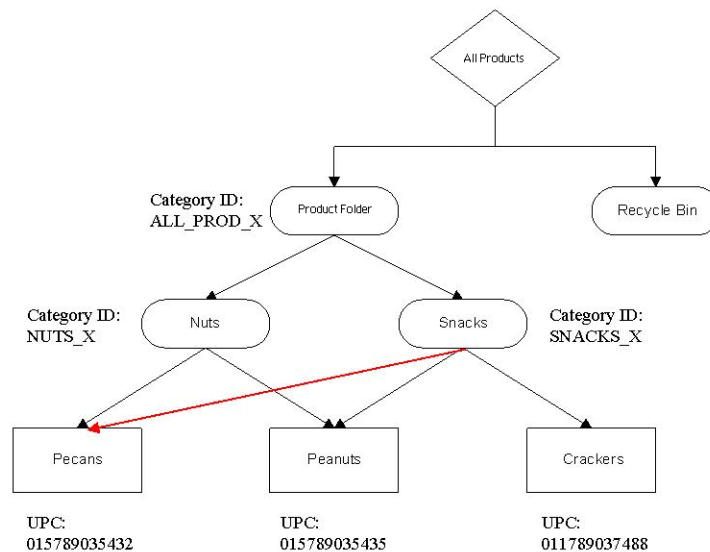 All Products
Category ID:
ALL_PROD_X
Product Folder
Recycle Bin
Category ID:
NUTS_X
Nuts
Snacks
Category ID:
SNACKS_X
Pecans
Peanuts
Crackers
UPC:
015789035432
UPC:
015789035435
UPC:
011789037488